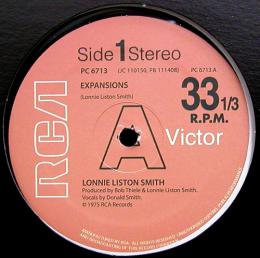 Side 1 Stereo
PC 6713 (JC 110150, PB 111408) PC 6713 A
EXPANSIONS
(Lonnie Liston Smith)
33 1/3
R.P.M.
RCA
A
Victor
LONNIE LISTON SMITH
Produced by Bob Thiele & Lonnie Liston Smith.
Vocals by Donald Smith.
© 1975 RCA Records